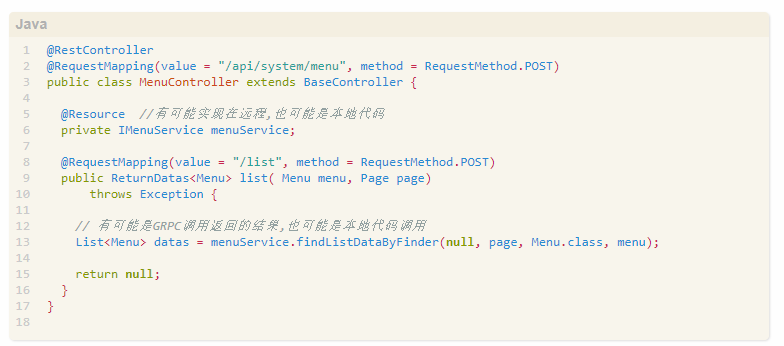 Java
1 @RestController
2 @RequestMapping(value = "/api/system/menu", method = RequestMethod.POST)
3 public class MenuController extends BaseController {
4
5   @Resource  //有可能实现在远程,也可能是本地代码
6   private IMenuService menuService;
7
8   @RequestMapping(value = "/list", method = RequestMethod.POST)
9   public ReturnDatas<Menu> list( Menu menu, Page page)
10       throws Exception {
11
12     // 有可能是GRPC调用返回的结果,也可能是本地代码调用
13     List<Menu> datas = menuService.findListDataByFinder(null, page, Menu.class, menu);
14
15     return null;
16   }
17 }
18